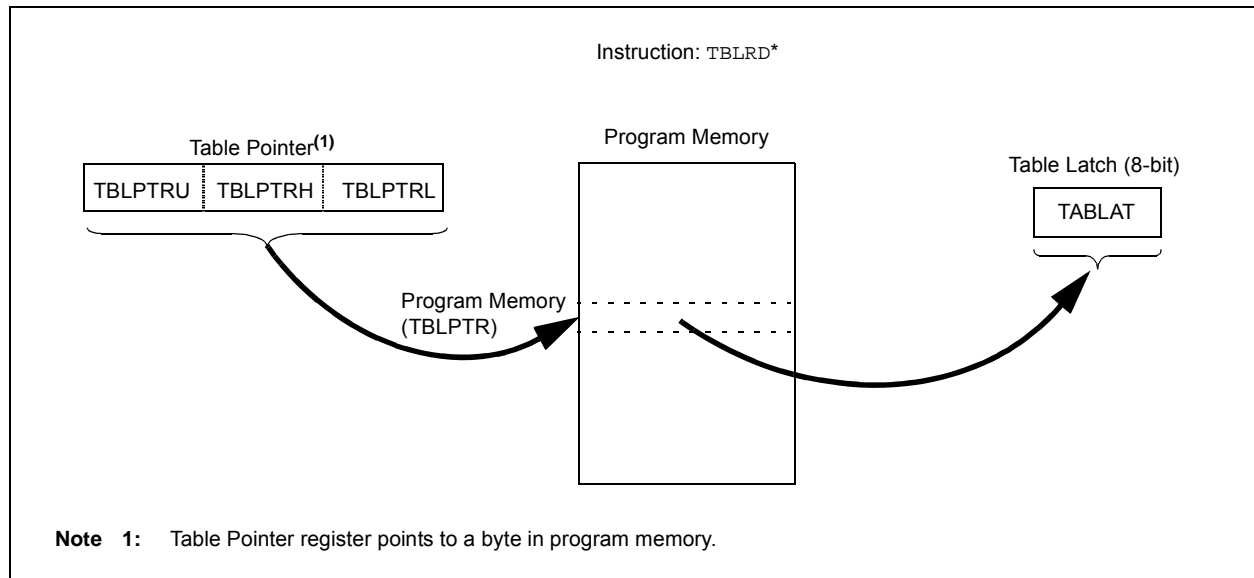 Instruction: TBLRD*
Table Pointer(1)
TBLPTRU TBLPTRH TBLPTRL
Program Memory
Table Latch (8-bit)
TABLAT
Program Memory
(TBLPTR)
Note 1: Table Pointer register points to a byte in program memory.